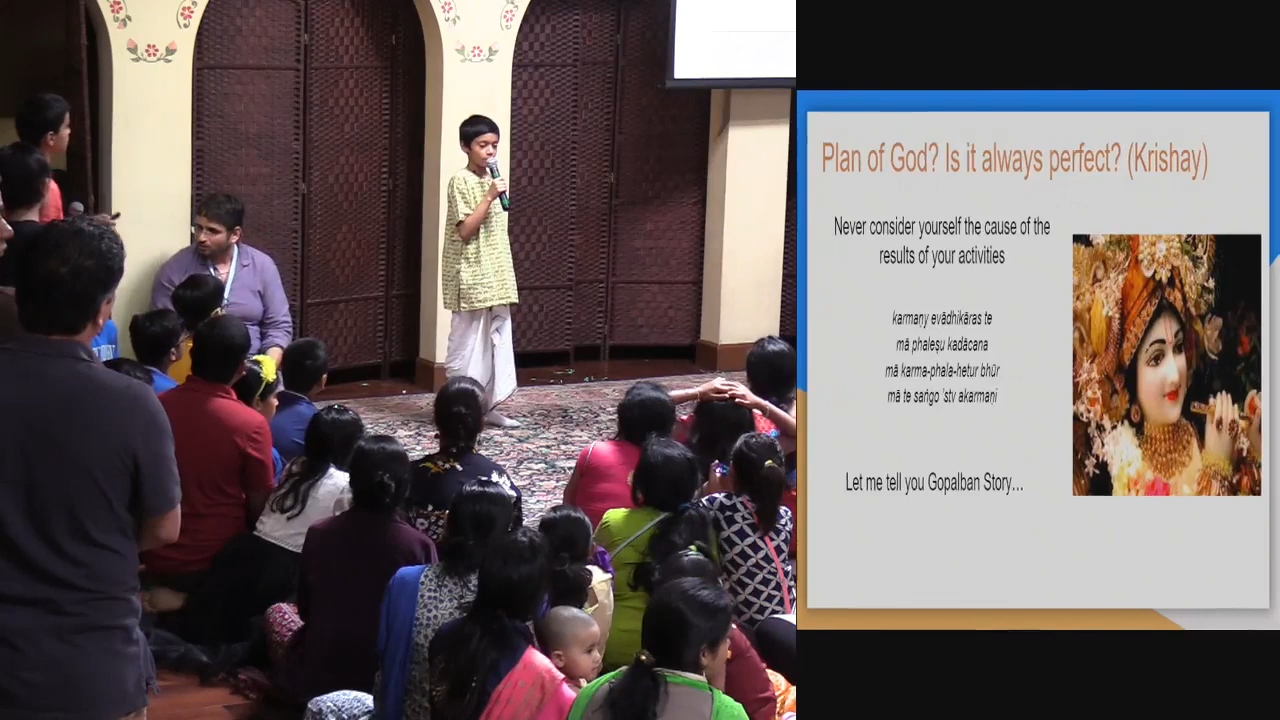 Plan of God? Is it always perfect? (Krishay)
Never consider yourself the cause of the
results of your activities
karmaṇy evādhikāras te
mā phaleṣu kadācana
mā karma-phala-hetur bhūr
mā te saṅgo 'stv akarmaṇi
Let me tell you Gopalban Story…